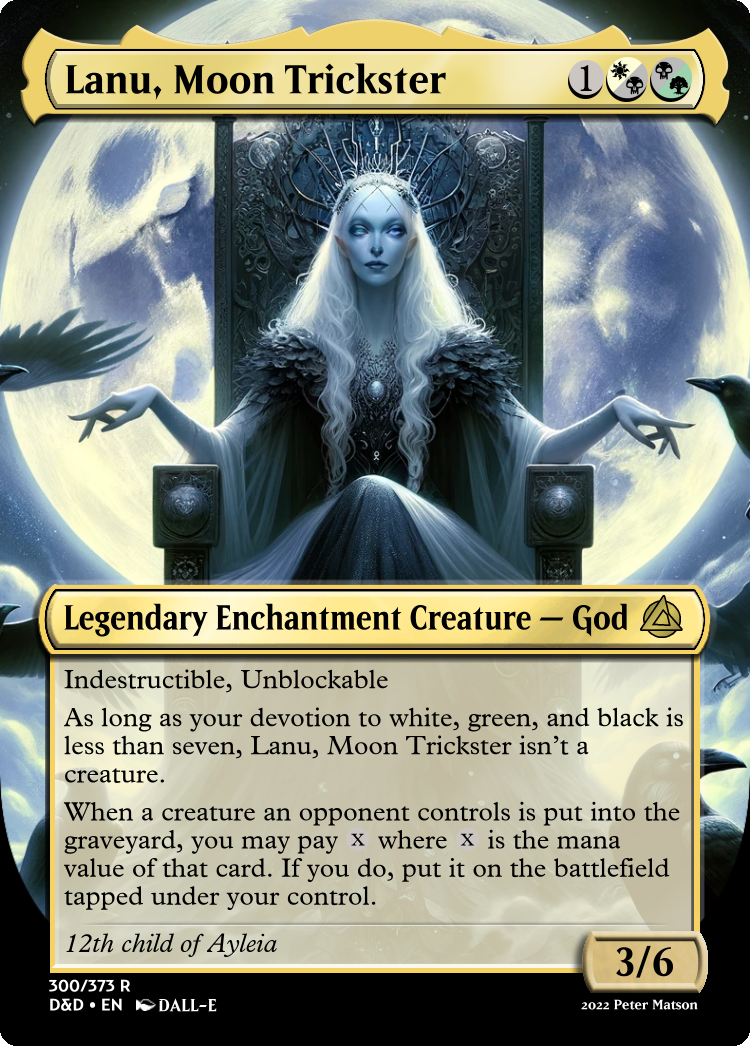 Lanu, Moon Trickster 1
Legendary Enchantment Creature — God
Indestructible, Unblockable
As long as your devotion to white, green, and black is
less than seven, Lanu, Moon Trickster isn't a
creature.
When a creature an opponent controls is put into the
graveyard, you may pay X where X is the mana
value of that card. If you do, put it on the battlefield
tapped under your control.
12th child of Ayleia
3/6
300/373 R
D&D • EN DALL-E
2022 Peter Matson